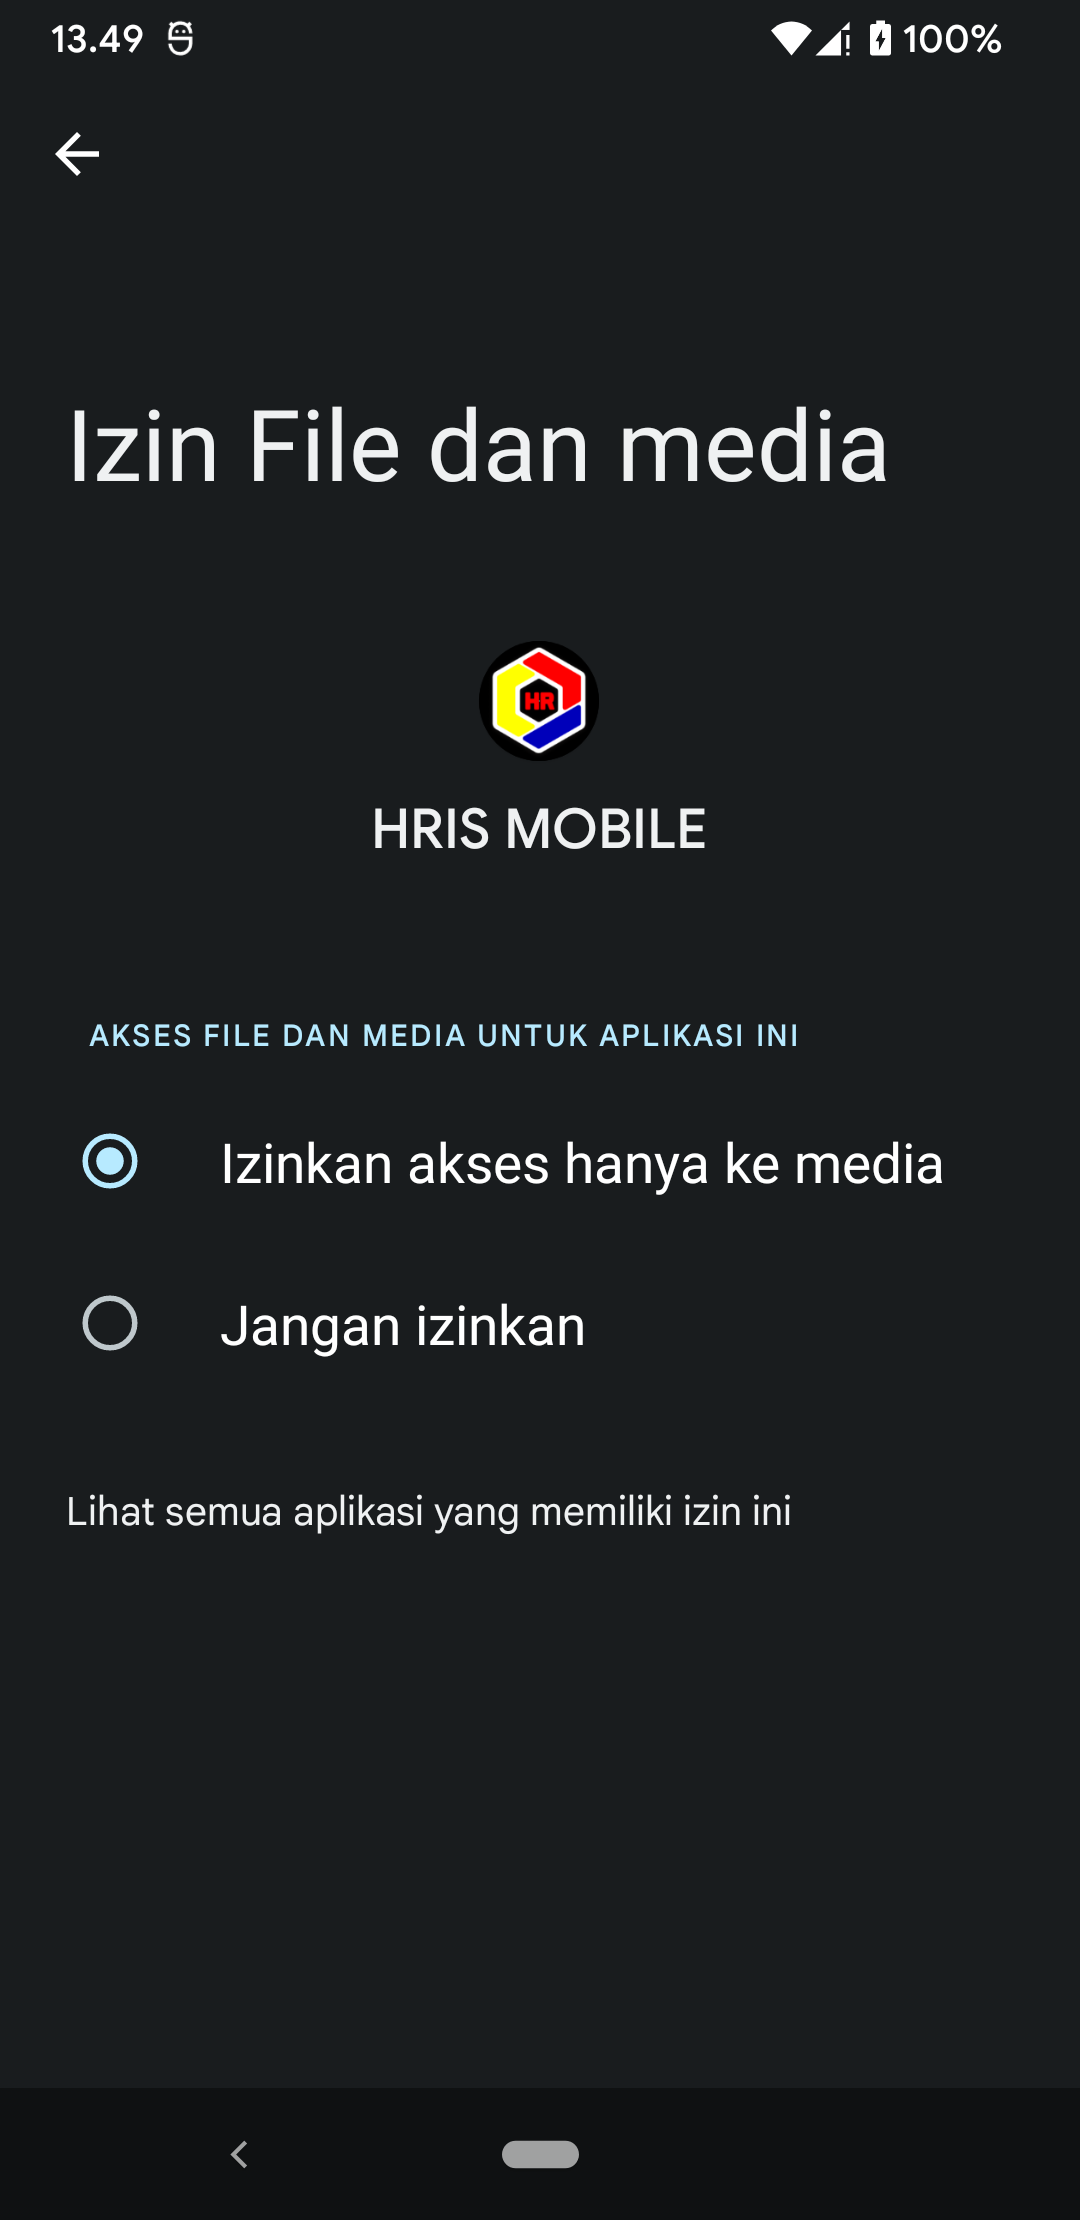 13.49
100%
Izin File dan media
HR
HRIS MOBILE
AKSES FILE DAN MEDIA UNTUK APLIKASI INI
Izinkan akses hanya ke media
Jangan izinkan
Lihat semua aplikasi yang memiliki izin ini